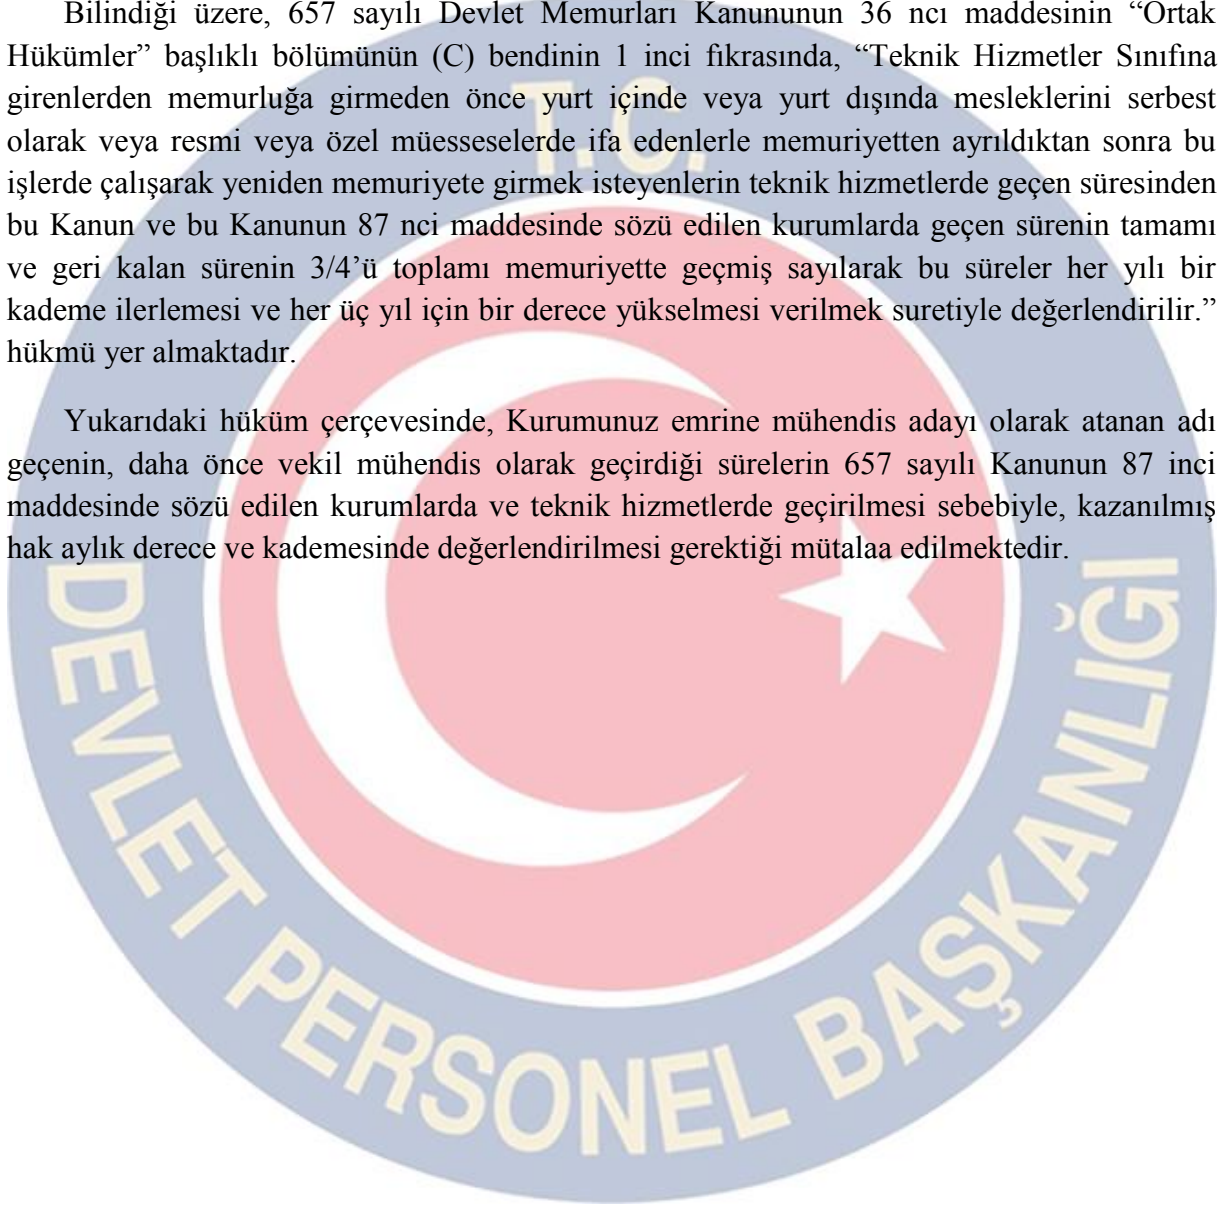 Bilindiği üzere, 657 sayılı Devlet Memurları Kanununun 36 ncı maddesinin “Ortak
Hükümler” başlıklı bölümünün (C) bendinin 1 inci fıkrasında, “Teknik Hizmetler Sınıfına
girenlerden memurluğa girmeden önce yurt içinde veya yurt dışında mesleklerini serbest
olarak veya resmi veya özel müesseselerde ifa edenlerle memuriyetten ayrıldıktan sonra bu
işlerde çalışarak yeniden memuriyete girmek isteyenlerin teknik hizmetlerde geçen süresinden
bu Kanun ve bu Kanunun 87 nci maddesinde sözü edilen kurumlarda geçen sürenin tamamı
ve geri kalan sürenin 3/4’ü toplamı memuriyette geçmiş sayılarak bu süreler her yılı bir
kademe ilerlemesi ve her üç yıl için bir derece yükselmesi verilmek suretiyle değerlendirilir.”
hükmü yer almaktadır.
Yukarıdaki hüküm çerçevesinde, Kurumunuz emrine mühendis adayı olarak atanan adı
geçenin, daha önce vekil mühendis olarak geçirdiği sürelerin 657 sayılı Kanunun 87 inci
maddesinde sözü edilen kurumlarda ve teknik hizmetlerde geçirilmesi sebebiyle, kazanılmış
hak aylık derece ve kademesinde değerlendirilmesi gerektiği mütalaa edilmektedir.
T.C.
DEVLET PERSONEL BAŞKANLIĞI